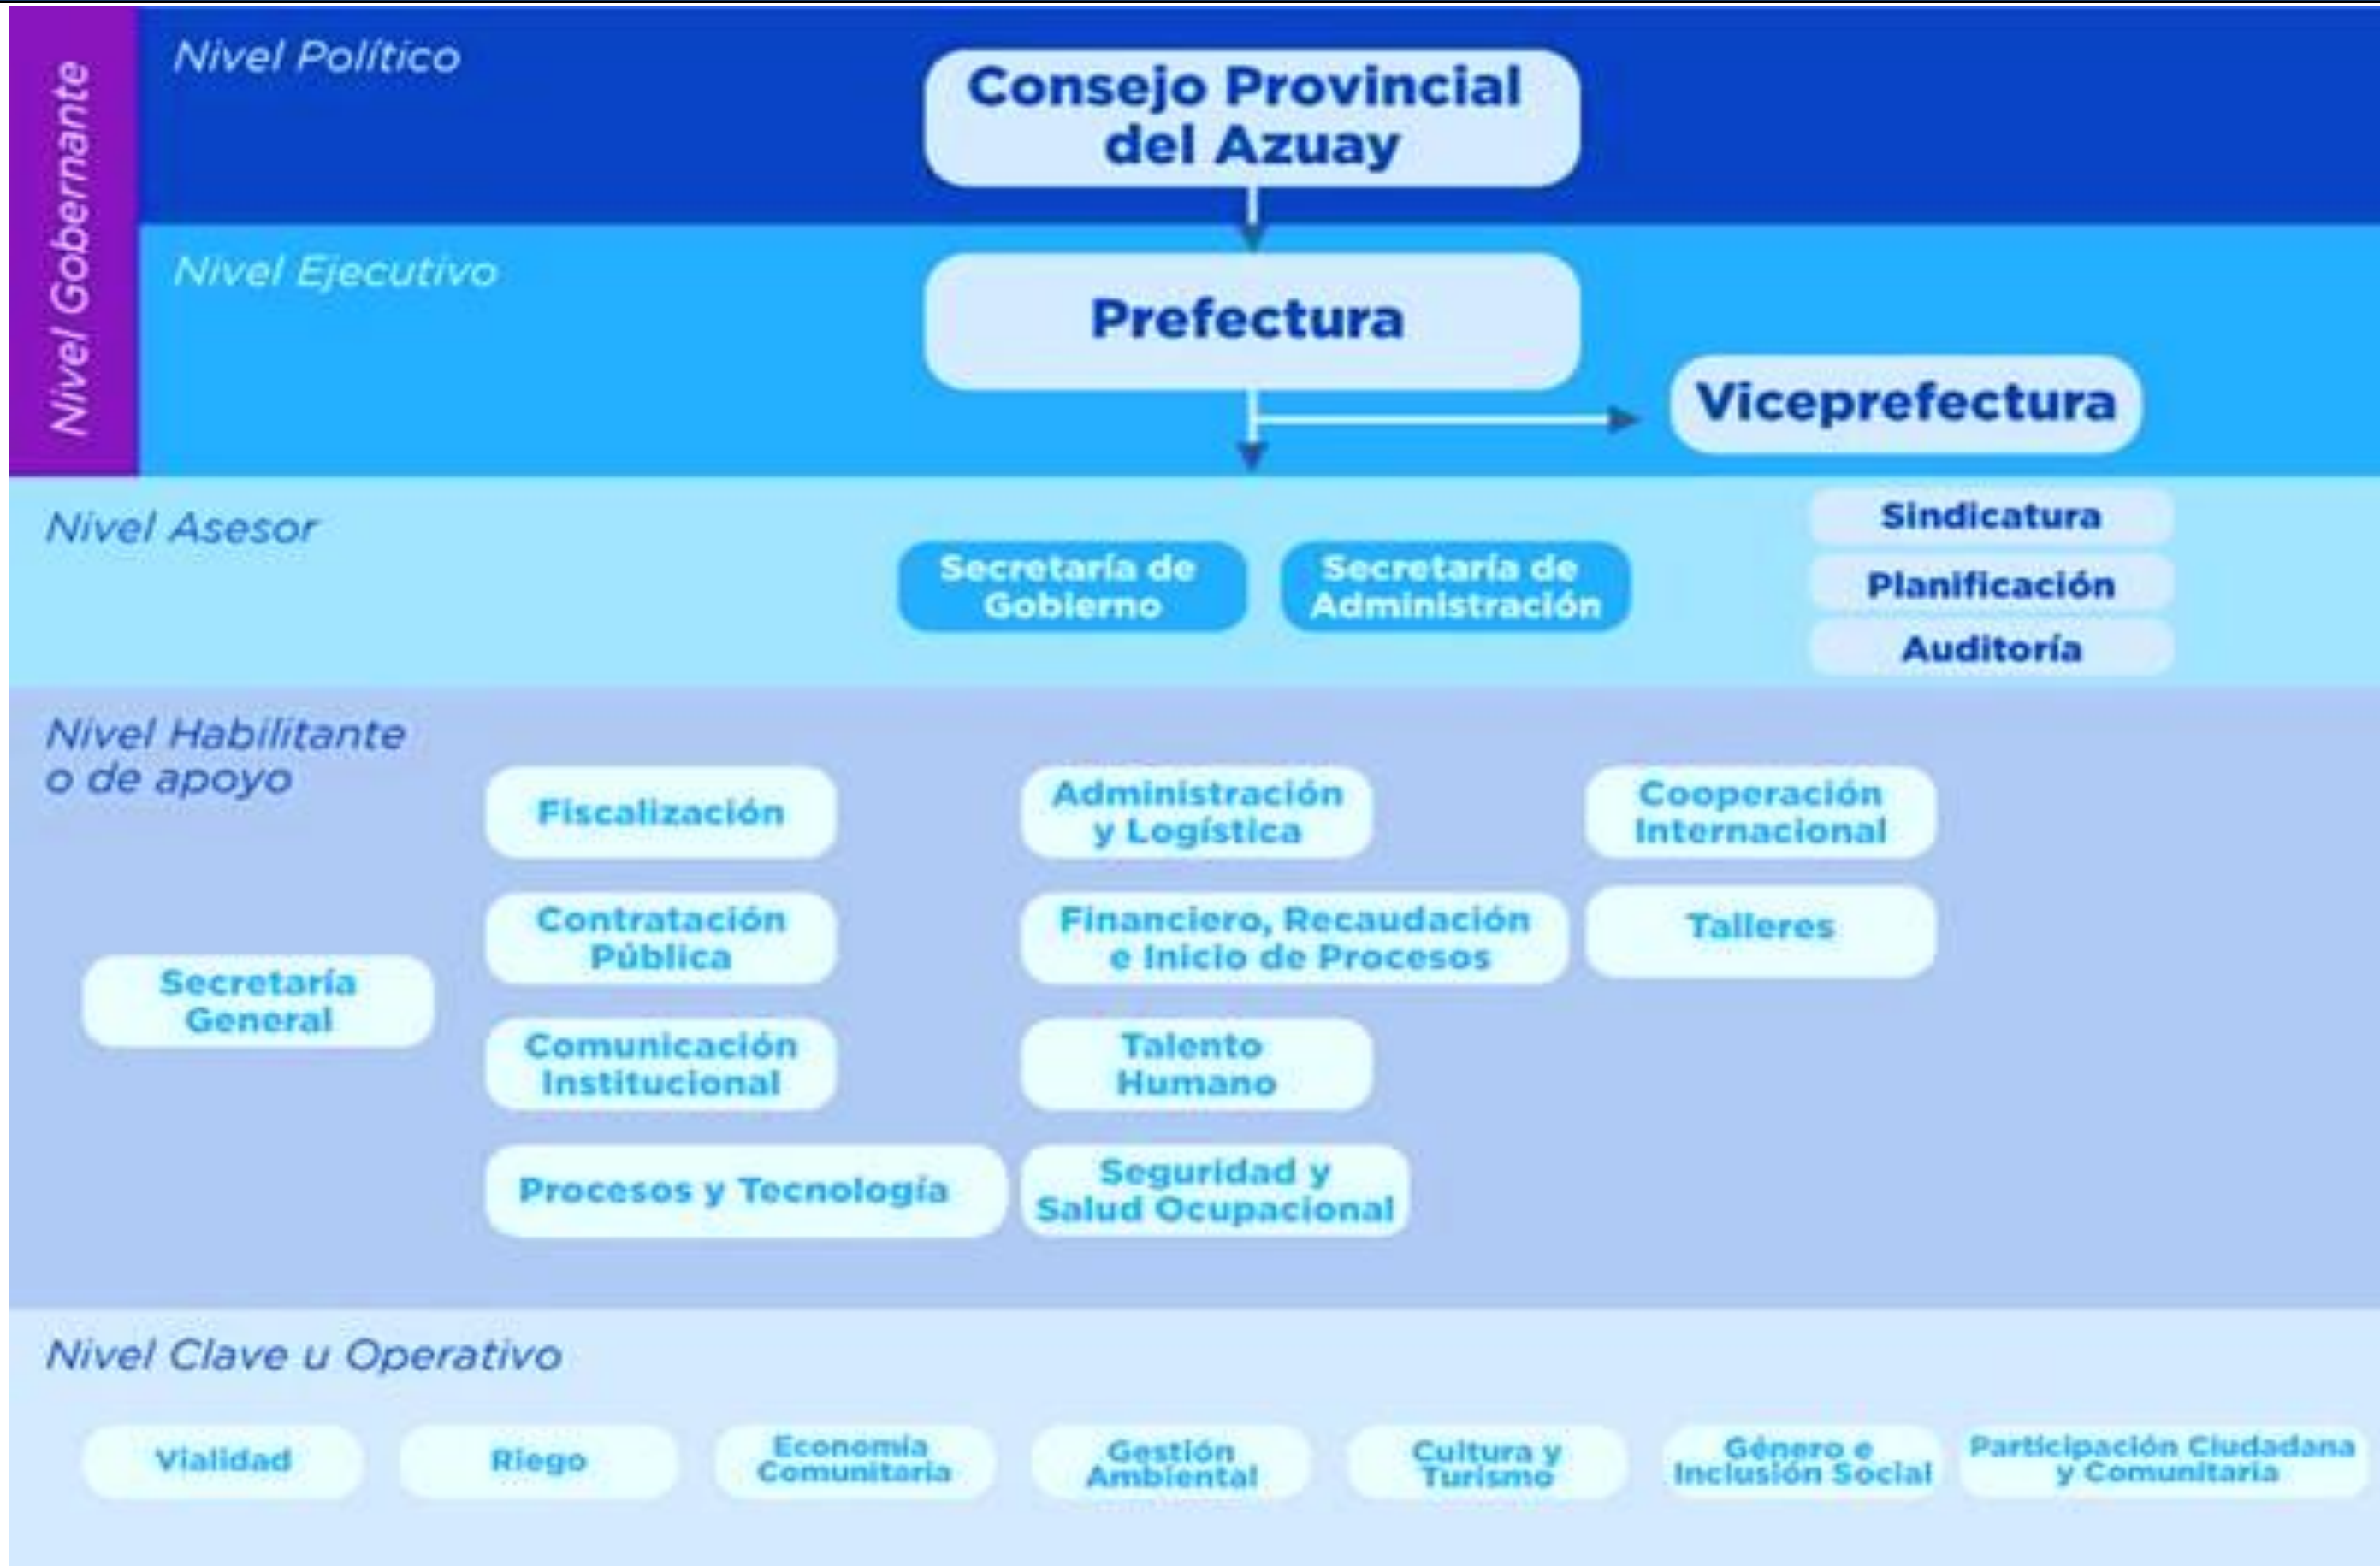 Nivel Gobernante
Nivel Político
Consejo Provincial
del Azuay
Nivel Ejecutivo
Prefectura
Viceprefectura
Nivel Asesor
Secretaría de
Gobierno
Secretaría de
Administración
Sindicatura
Planificación
Auditoría
Nivel Habilitante
o de apoyo
Secretaría
General
Fiscalización
Contratación
Pública
Comunicación
Institucional
Procesos y Tecnología
Administración
y Logística
Financiero, Recaudación
e Inicio de Procesos
Talento
Humano
Seguridad y
Salud Ocupacional
Cooperación
Internacional
Talleres
Nivel Clave u Operativo
Vialidad
Riego
Economía
Comunitaria
Gestión
Ambiental
Cultura y
Turismo
Género e
Inclusión Social
Participación Ciudadana
y Comunitaria